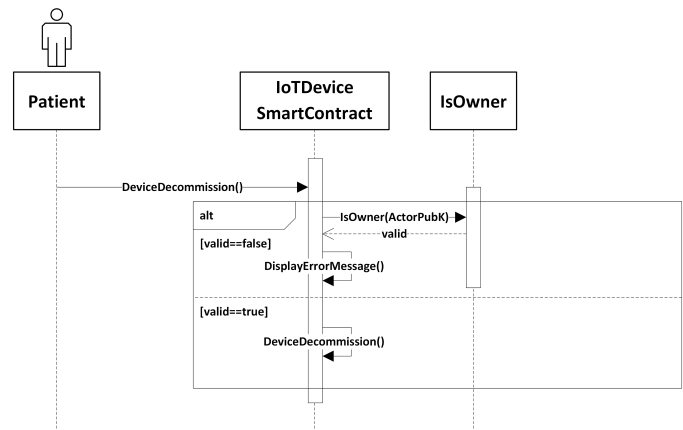 Patient
IoTDevice
SmartContract
IsOwner
DeviceDecommission()
alt
IsOwner(ActorPubK)
valid
[valid==false]
DisplayErrorMessage()
[valid==true]
DeviceDecommission()